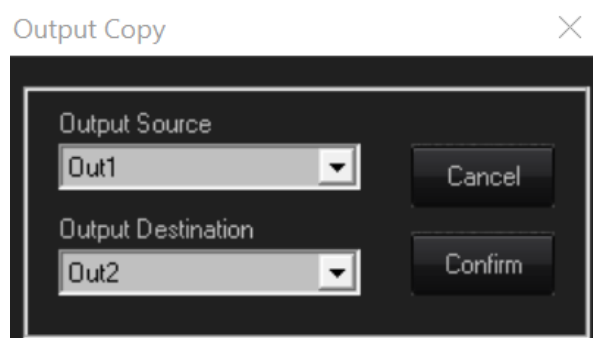 Output Copy
Output Source
Out1
Cancel
Output Destination
Out2
Confirm